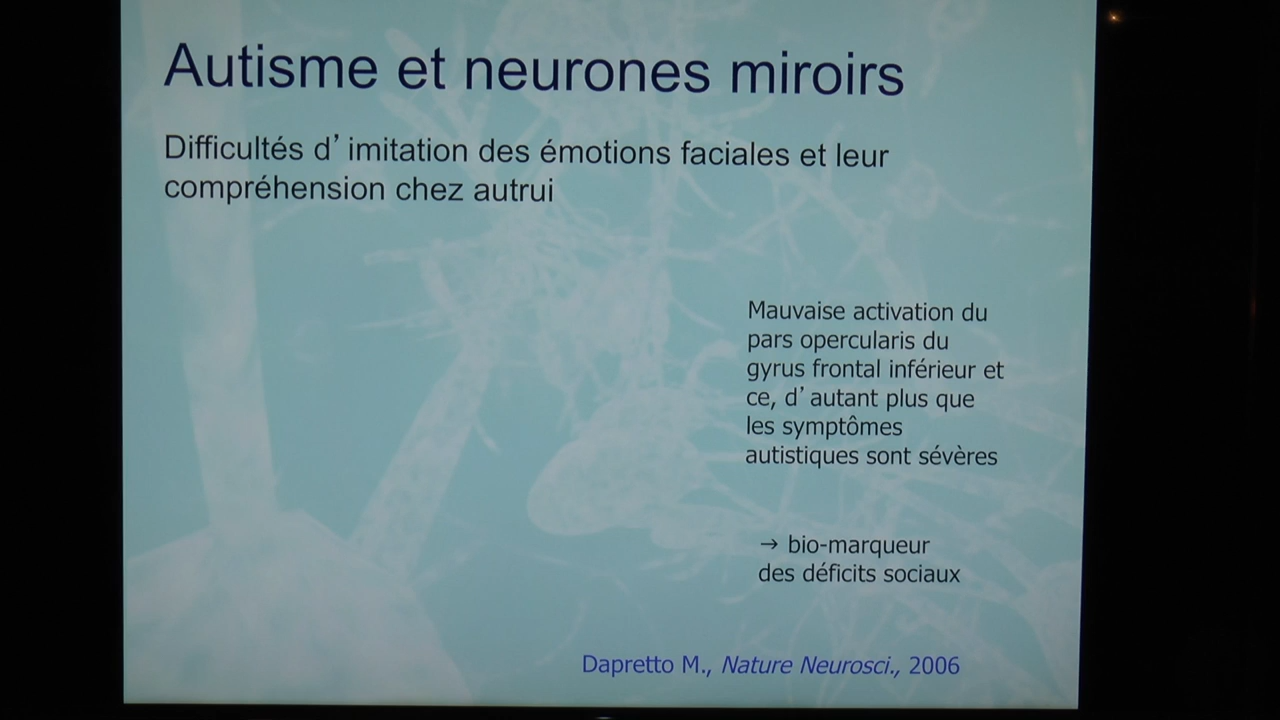 Autisme et neurones miroirs
Difficultés d’ imitation des émotions faciales et leur
compréhension chez autrui
Mauvaise activation du
pars opercularis du
gyrus frontal inférieur et
ce, d’ autant plus que
les symptômes
autistiques sont sévères
→ bio-marqueur
des déficits sociaux
Dapretto M., Nature Neurosci., 2006